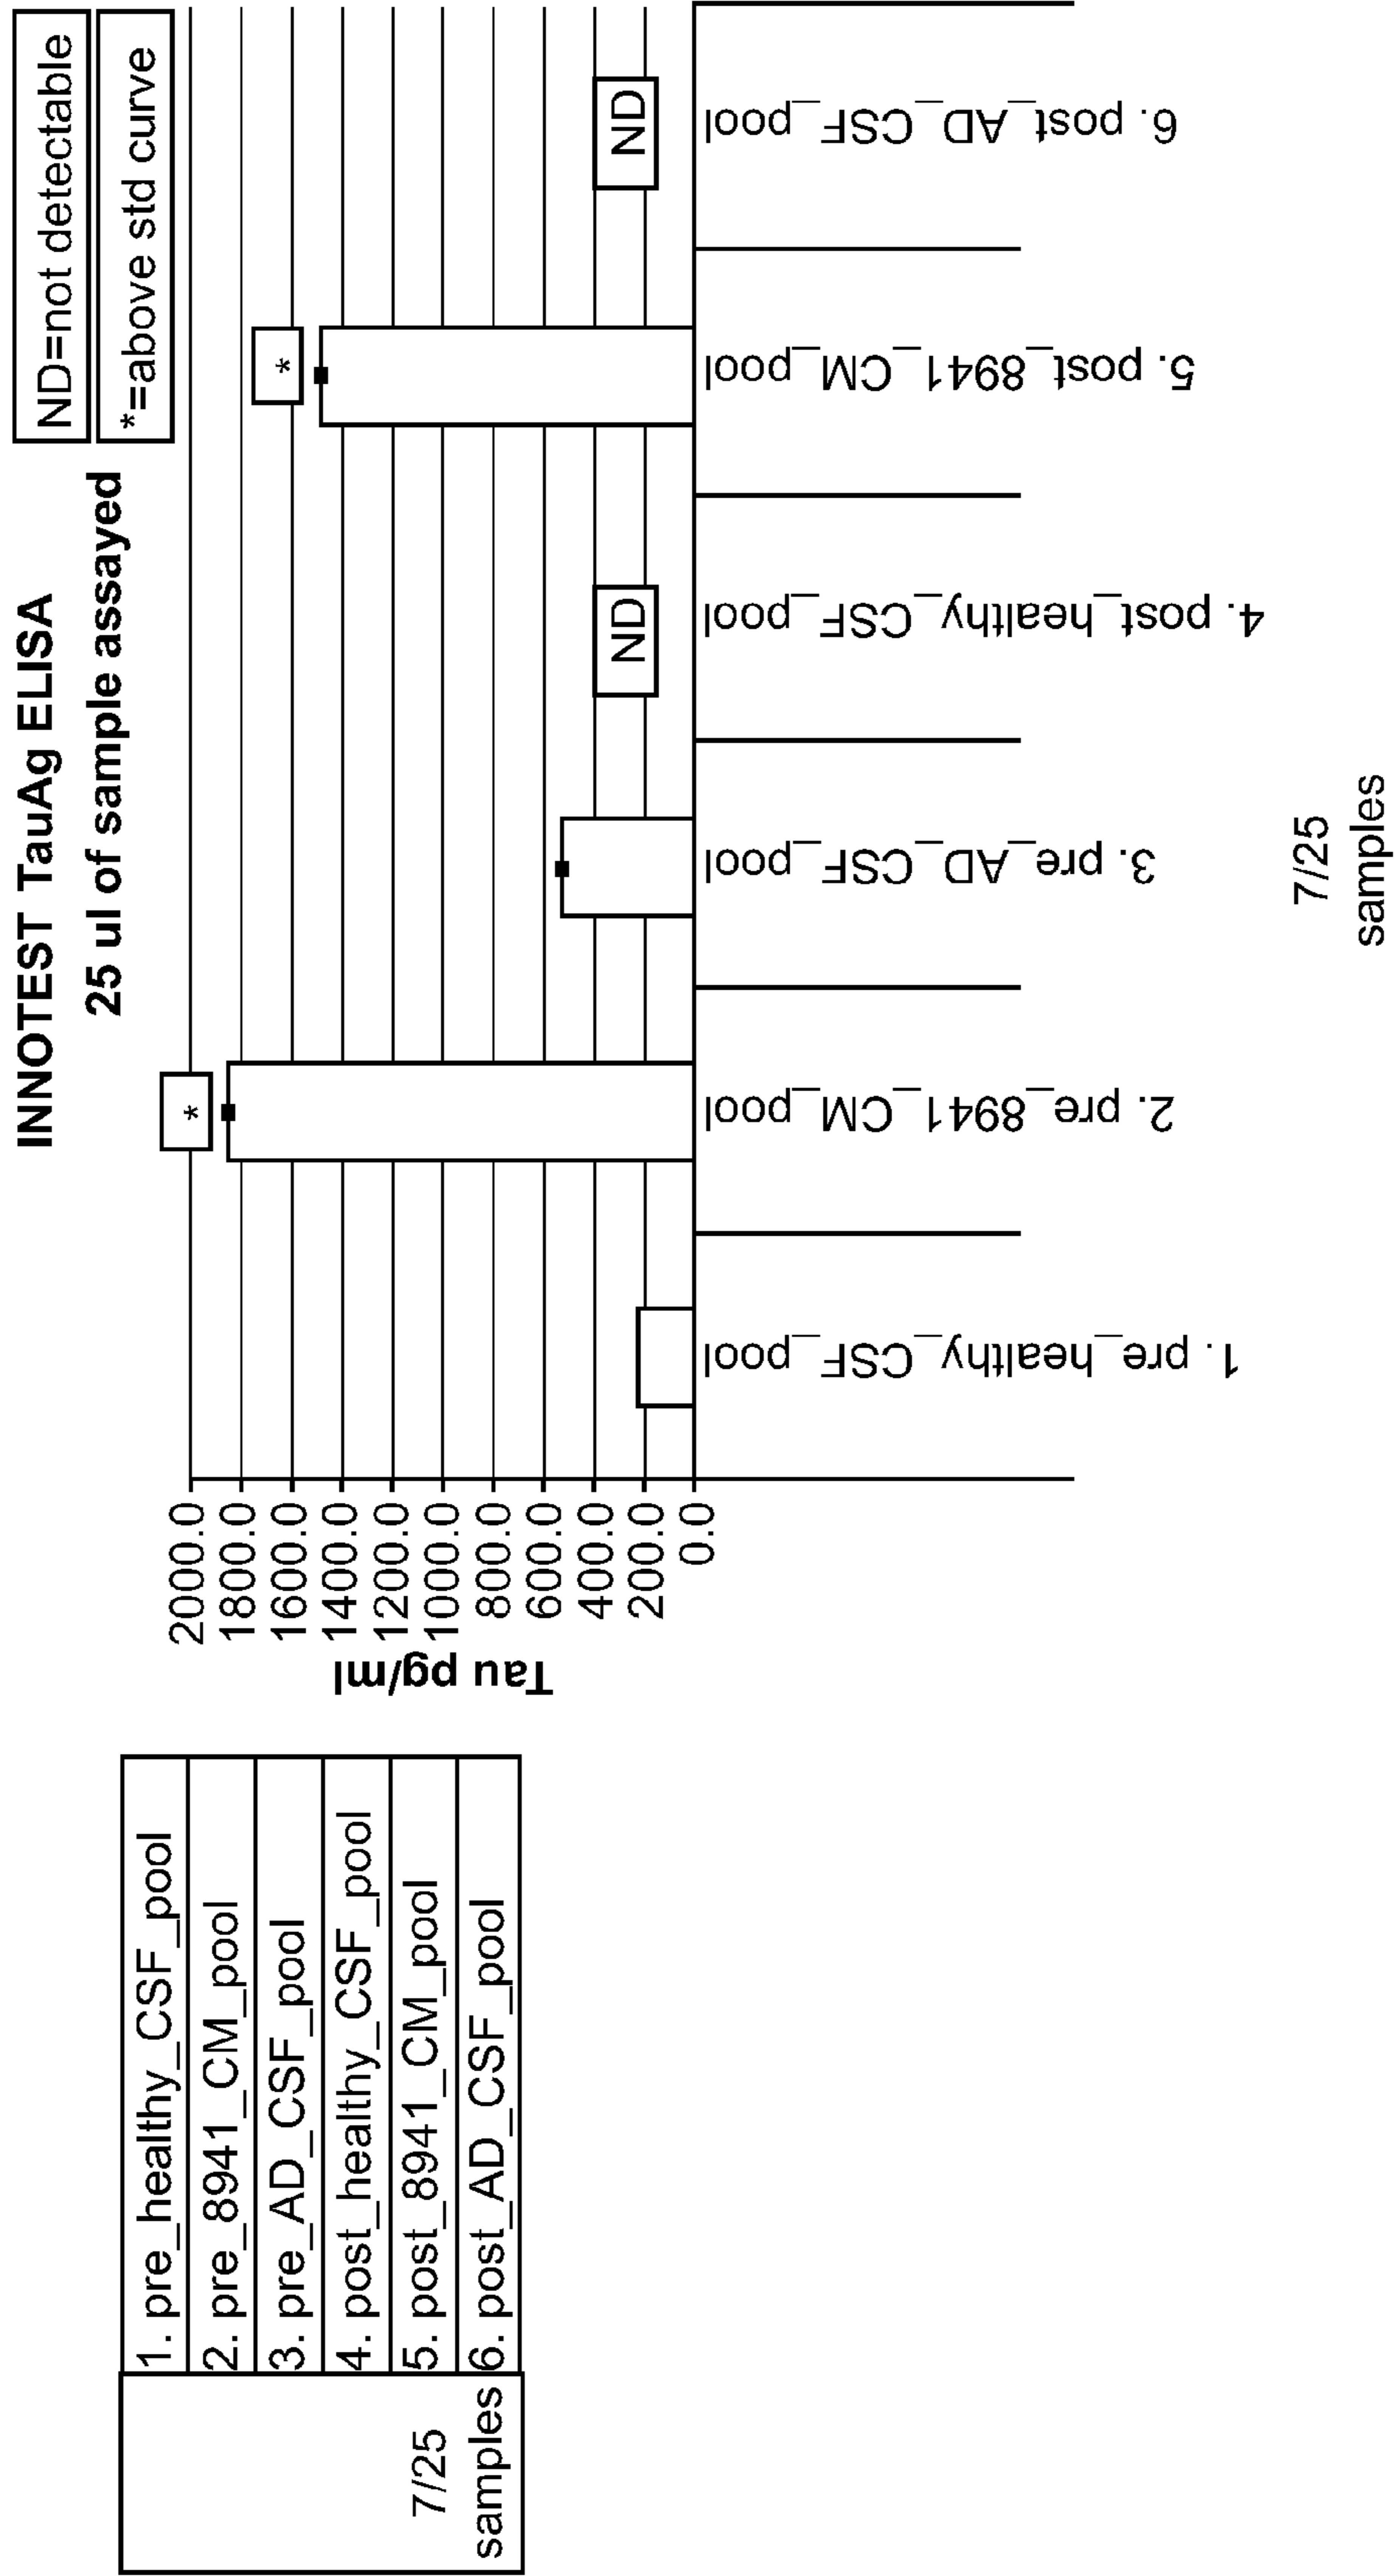 INNOTEST TauAg ELISA
25 ul of sample assayed
ND=not detectable
*=above std curve
7/25
samples
1. pre_healthy_CSF_pool
2. pre_8941_CM_pool
3. pre_AD_CSF_pool
4. post_healthy_CSF_pool
5. post_8941_CM_pool
6. post_AD_CSF_pool
Tau pg/ml
2000.0
1800.0
1600.0
1400.0
1200.0
1000.0
800.0
600.0
400.0
200.0
0.0
*
ND
*
ND
1. pre_healthy_CSF_pool
2. pre_8941_CM_pool
3. pre_AD_CSF_pool
4. post_healthy_CSF_pool
5. post_8941_CM_pool
6. post_AD_CSF_pool
7/25
samples